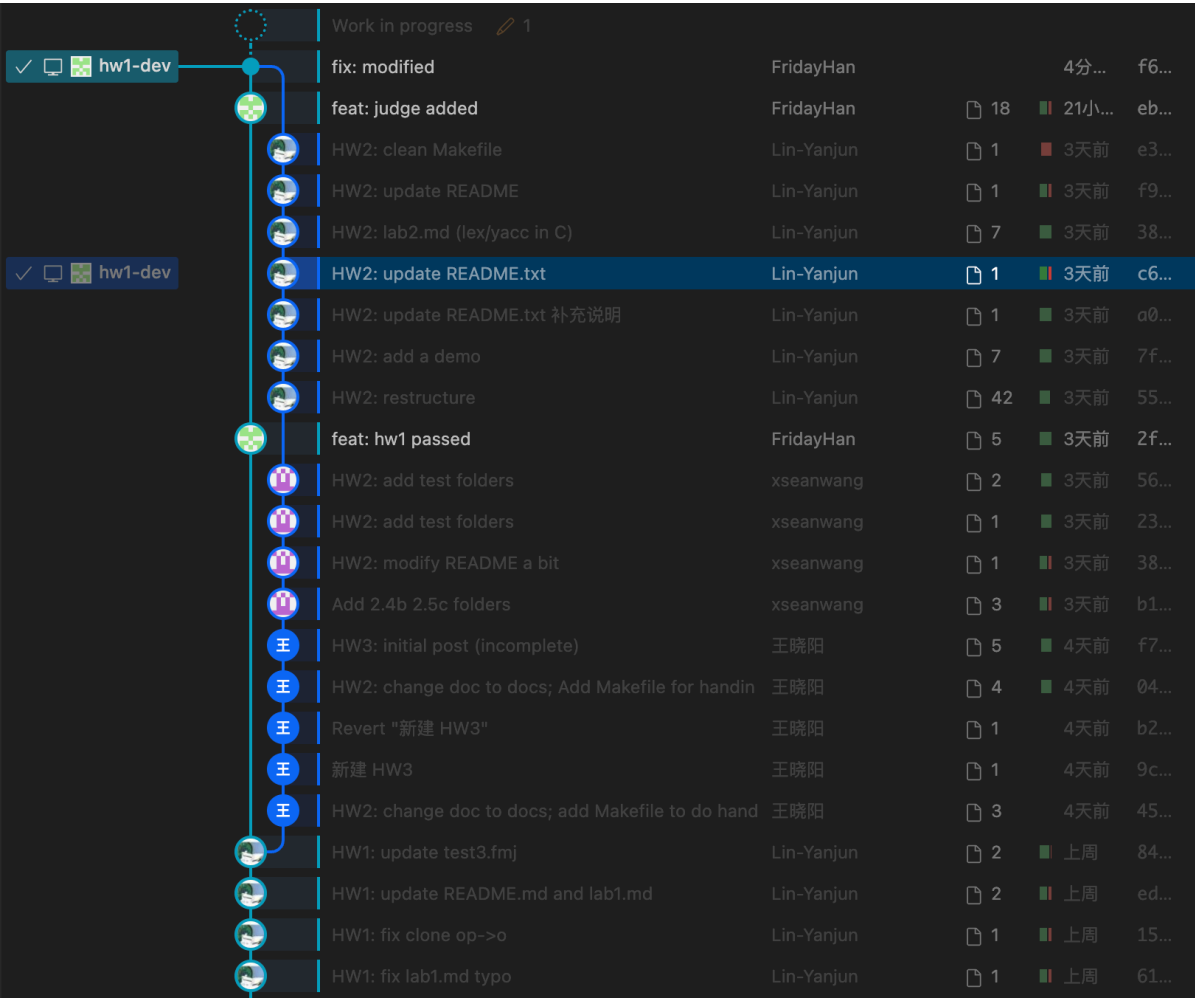 Work in progress 1
hw1-dev fix: modified FridayHan 4分... f6...
feat: judge added FridayHan 18 21小... eb...
HW2: clean Makefile Lin-Yanjun 1 3天前 e3...
HW2: update README Lin-Yanjun 1 3天前 f9...
HW2: lab2.md (lex/yacc in C) Lin-Yanjun 7 3天前 38...
hw1-dev HW2: update README.txt Lin-Yanjun 1 3天前 c6...
HW2: update README.txt 补充说明 Lin-Yanjun 1 3天前 a0...
HW2: add a demo Lin-Yanjun 7 3天前 7f...
HW2: restructure Lin-Yanjun 42 3天前 55...
feat: hw1 passed FridayHan 5 3天前 2f...
HW2: add test folders xseanwang 2 3天前 56...
HW2: add test folders xseanwang 1 3天前 23...
HW2: modify README a bit xseanwang 1 3天前 38...
Add 2.4b 2.5c folders xseanwang 3 3天前 b1...
王 HW3: initial post (incomplete) 王晓阳 5 4天前 f7...
王 HW2: change doc to docs; Add Makefile for handin 王晓阳 4 4天前 04...
王 Revert "新建 HW3" 王晓阳 1 4天前 b2...
王 新建 HW3 王晓阳 1 4天前 9c...
王 HW2: change doc to docs; add Makefile to do hand 王晓阳 3 4天前 45...
HW1: update test3.fmj Lin-Yanjun 2 上周 84...
HW1: update README.md and lab1.md Lin-Yanjun 2 上周 ed...
HW1: fix clone op->o Lin-Yanjun 1 上周 15...
HW1: fix lab1.md typo Lin-Yanjun 1 上周 61...